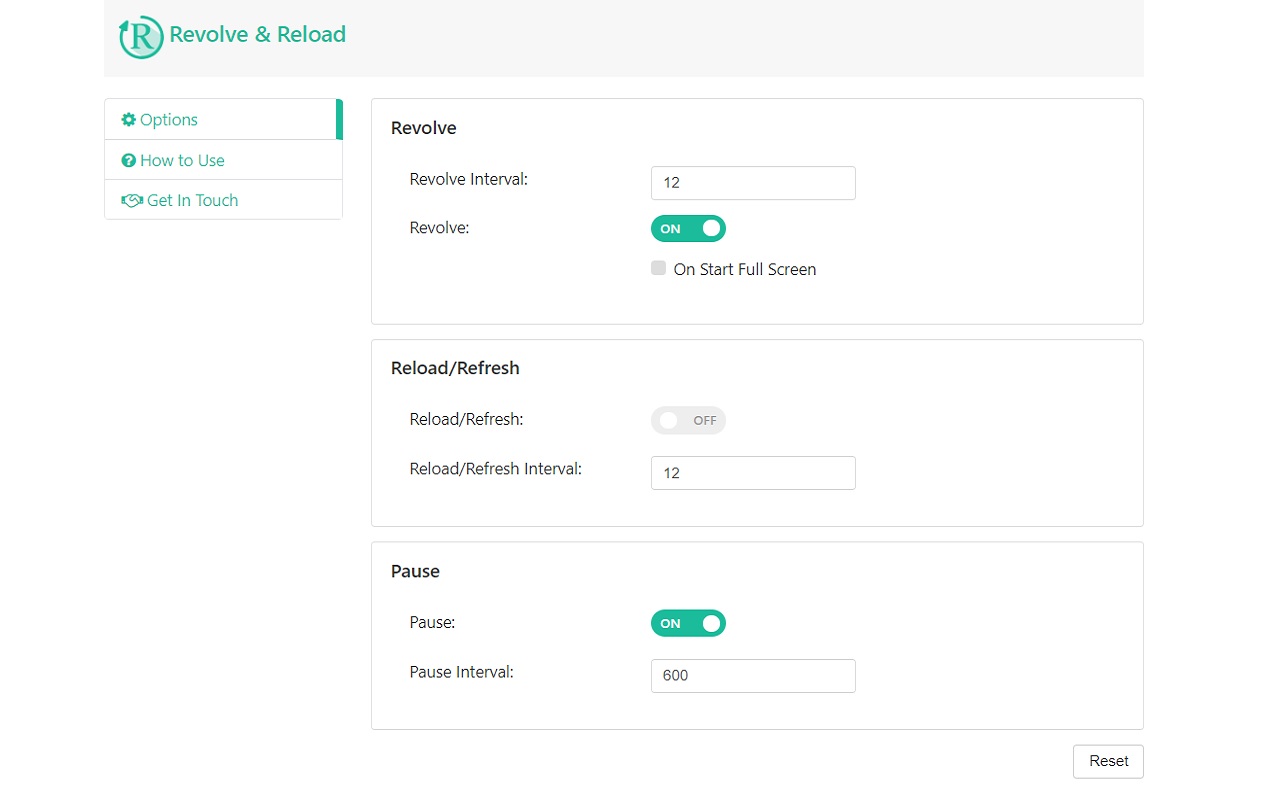 R Revolve & Reload
Options
How to Use
Get In Touch
Revolve
Revolve Interval: 12
Revolve: ON
On Start Full Screen
Reload/Refresh
Reload/Refresh: OFF
Reload/Refresh Interval: 12
Pause
Pause: ON
Pause Interval: 600
Reset